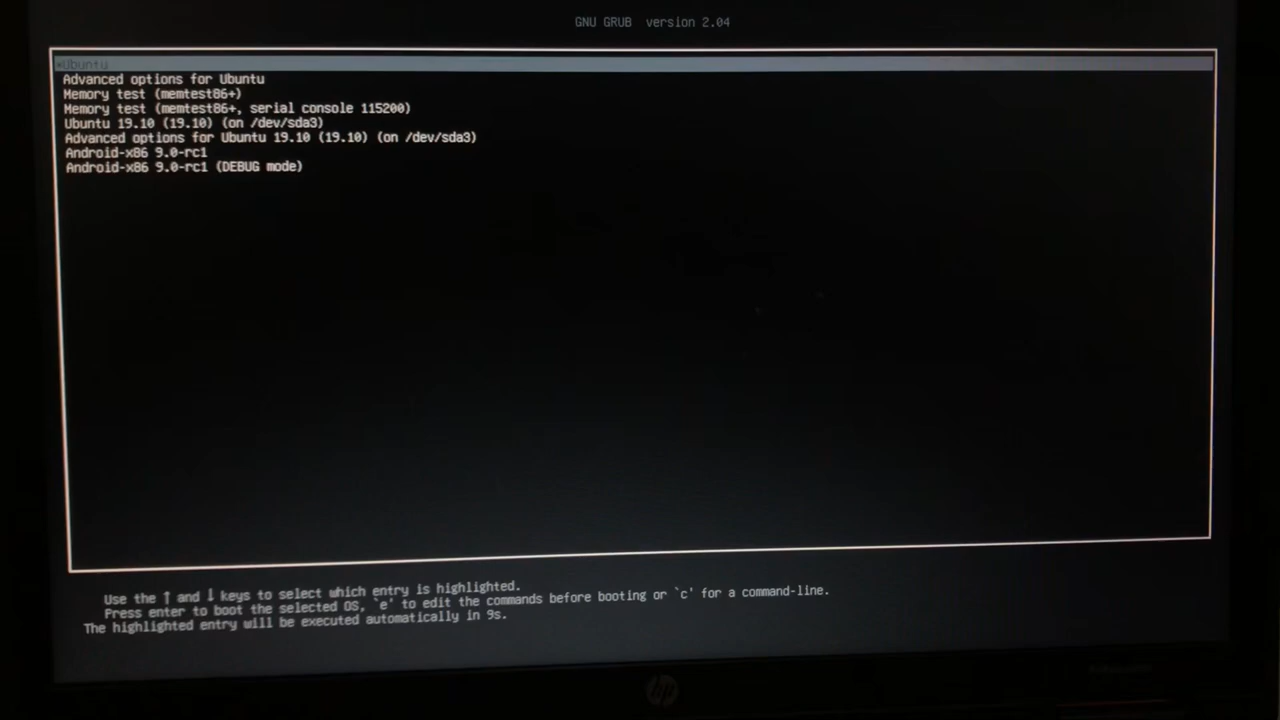 GNU GRUB version 2.04
*Ubuntu
Advanced options for Ubuntu
Memory test (memtest86+)
Memory test (memtest86+, serial console 115200)
Ubuntu 19.10 (19.10) (on /dev/sda3)
Advanced options for Ubuntu 19.10 (19.10) (on /dev/sda3)
Android-x86 9.0-rc1
Android-x86 9.0-rc1 (DEBUG mode)
Use the ↑ and ↓ keys to select which entry is highlighted.
Press enter to boot the selected OS, `e' to edit the commands before booting or `c' for a command-line.
The highlighted entry will be executed automatically in 9s.
hp